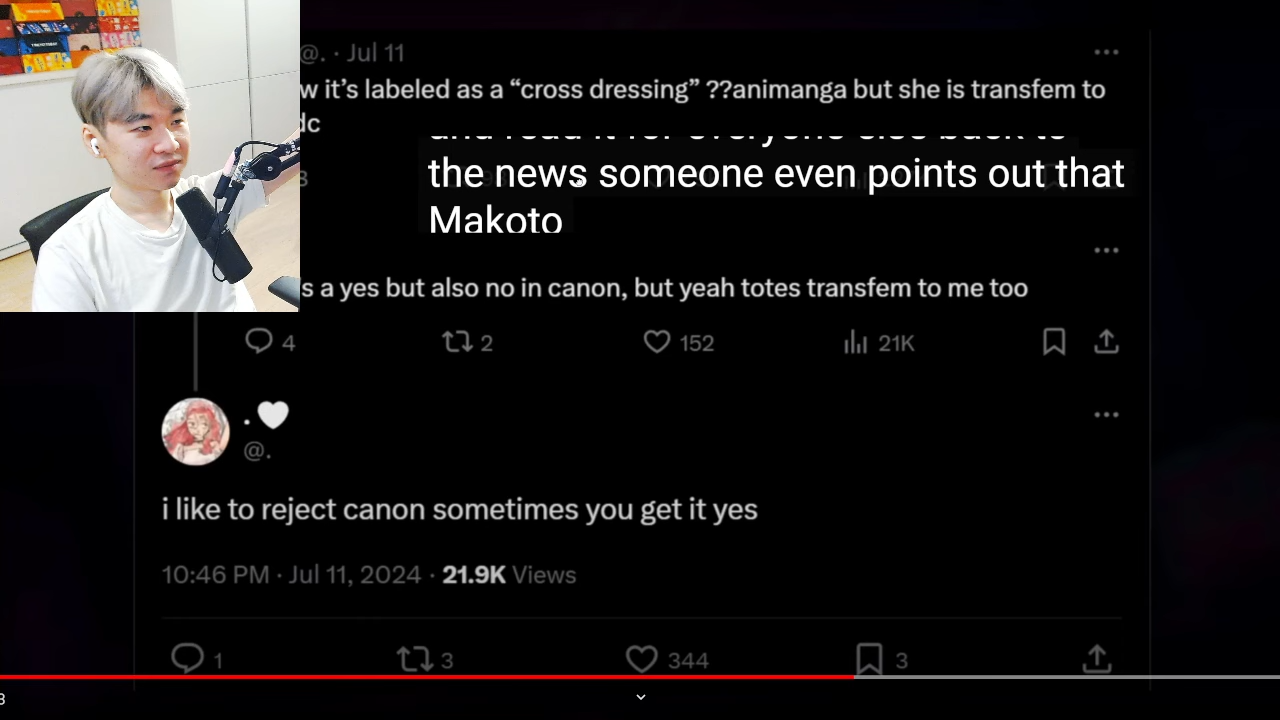 @. · Jul 11
w it's labeled as a “cross dressing” ??animanga but she is transfem to
dc
the news someone even points out that
Makoto
s a yes but also no in canon, but yeah totes transfem to me too
4 2 152 21K
.
@.
i like to reject canon sometimes you get it yes
10:46 PM · Jul 11, 2024 · 21.9K Views
1 3 344 3
3